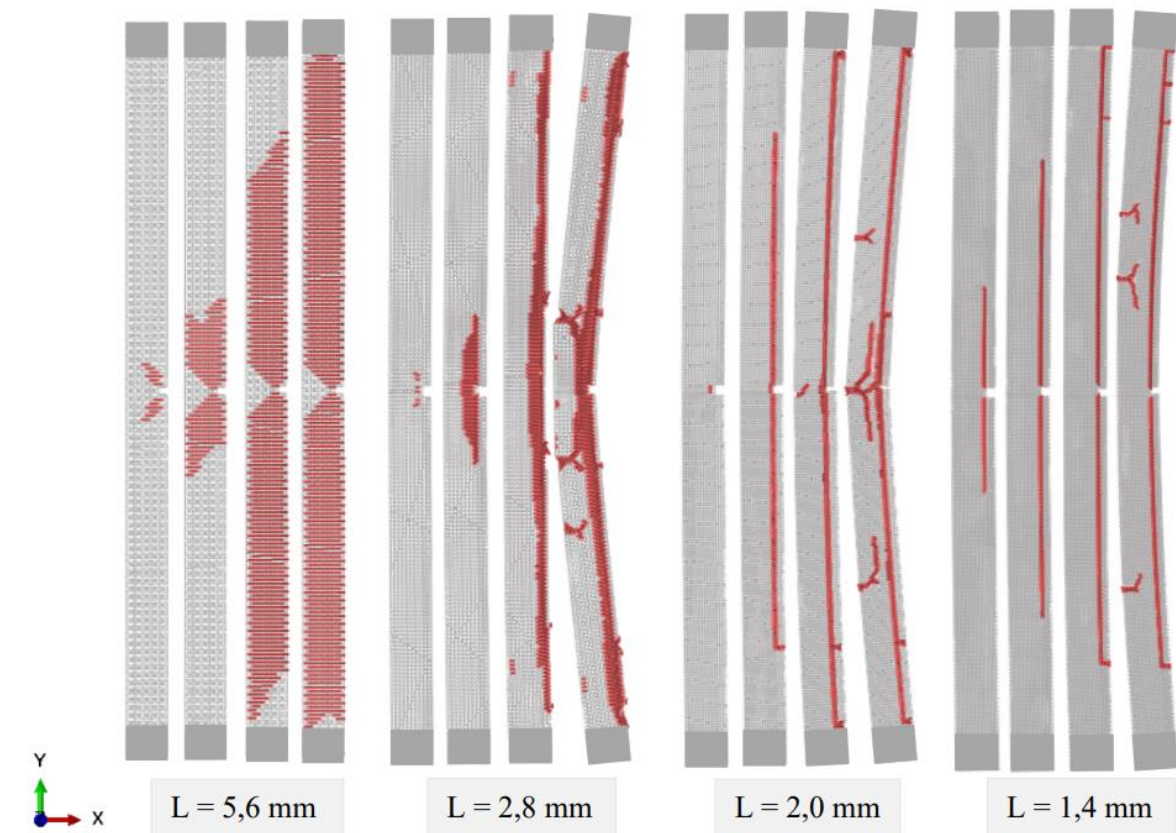 Y
X
L = 5,6 mm
L = 2,8 mm
L = 2,0 mm
L = 1,4 mm